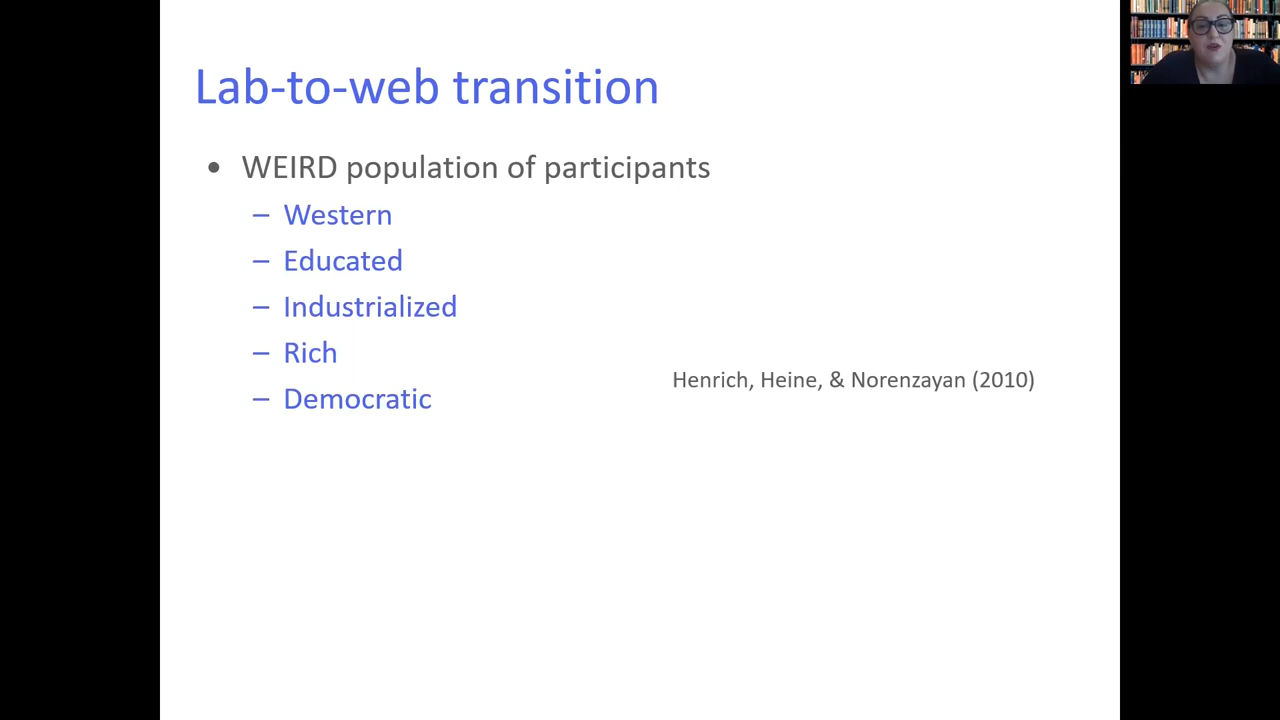 Lab-to-web transition
• WEIRD population of participants
– Western
– Educated
– Industrialized
– Rich
Henrich, Heine, & Norenzayan (2010)
– Democratic